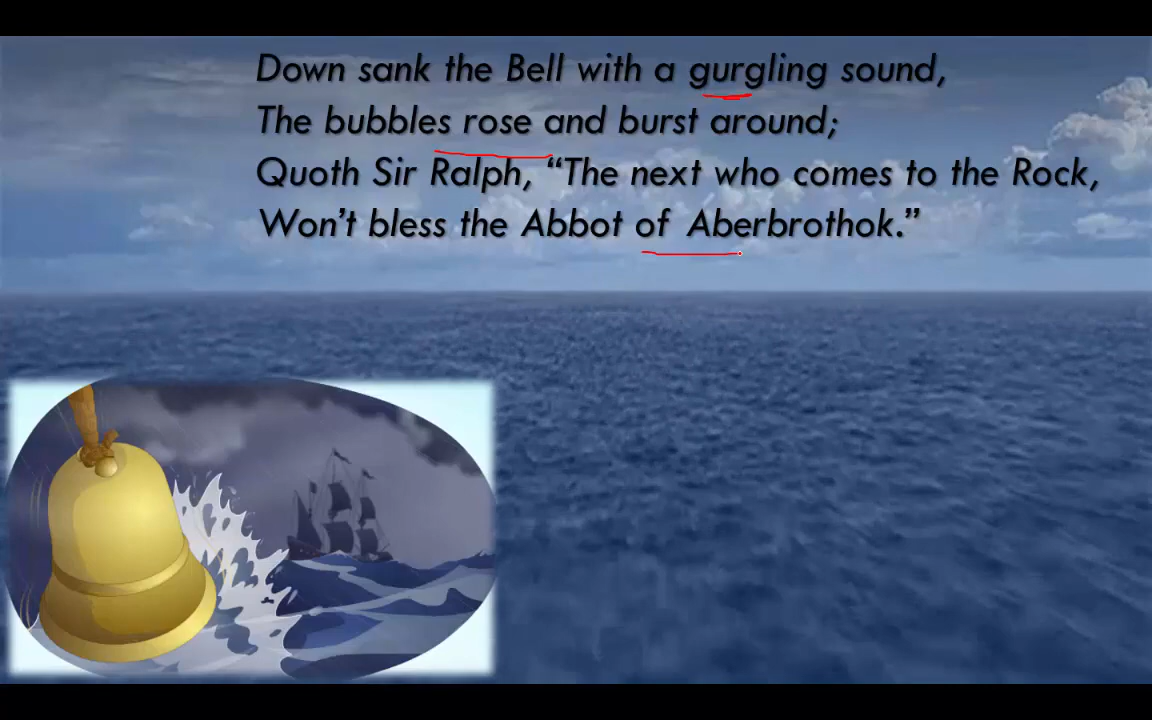 Down sank the Bell with a gurgling sound,
The bubbles rose and burst around;
Quoth Sir Ralph, “The next who comes to the Rock,
Won’t bless the Abbot of Aberbrothok.”